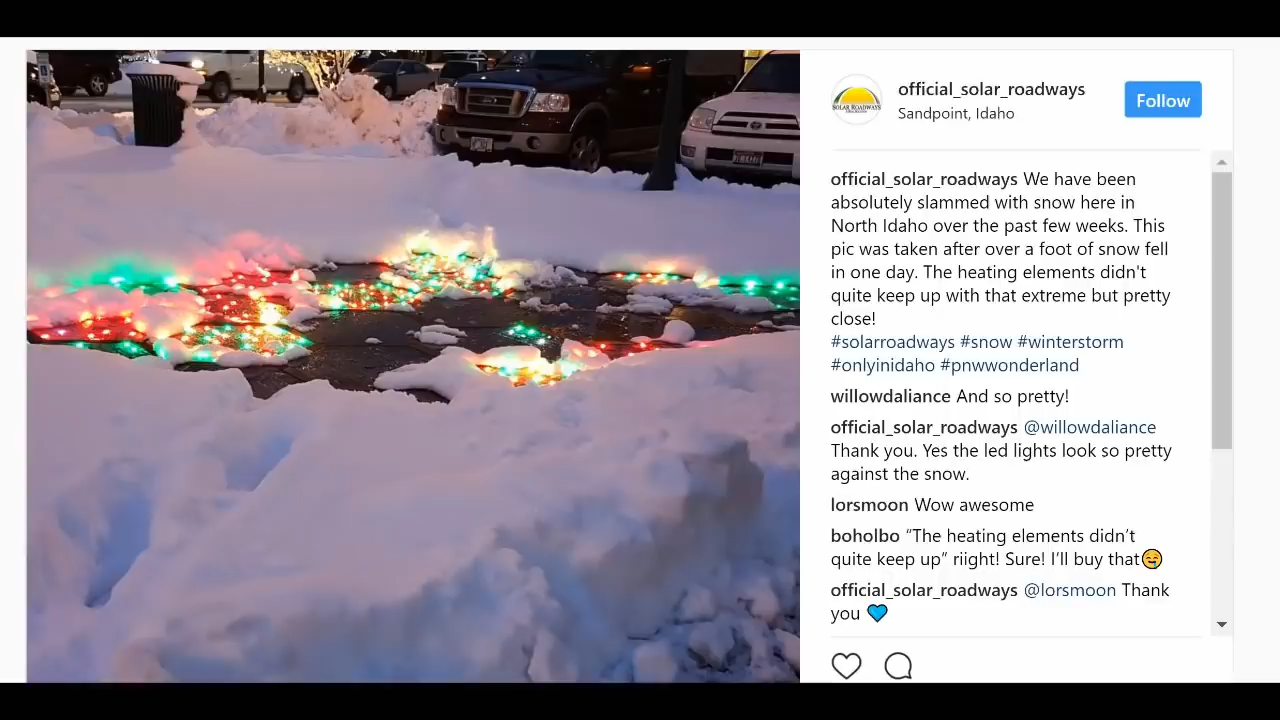 SOLAR ROADWAYS
official_solar_roadways
Sandpoint, Idaho
Follow
official_solar_roadways We have been
absolutely slammed with snow here in
North Idaho over the past few weeks. This
pic was taken after over a foot of snow fell
in one day. The heating elements didn't
quite keep up with that extreme but pretty
close!
#solarroadways #snow #winterstorm
#onlyinidaho #pnwwonderland
willowdaliance And so pretty!
official_solar_roadways @willowdaliance
Thank you. Yes the led lights look so pretty
against the snow.
lorsmoon Wow awesome
boholbo “The heating elements didn’t
quite keep up” riight! Sure! I’ll buy that🤤
official_solar_roadways @lorsmoon Thank
you 💙